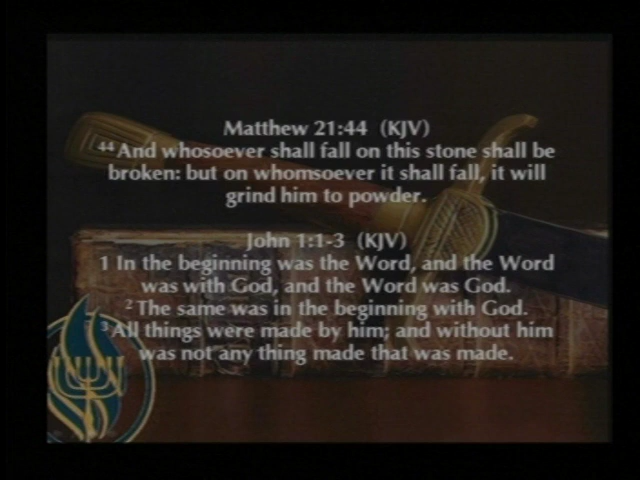 Matthew 21:44 (KJV)
44 And whosoever shall fall on this stone shall be
broken: but on whomsoever it shall fall, it will
grind him to powder.
John 1:1-3 (KJV)
1 In the beginning was the Word, and the Word
was with God, and the Word was God.
2 The same was in the beginning with God.
3 All things were made by him; and without him
was not any thing made that was made.